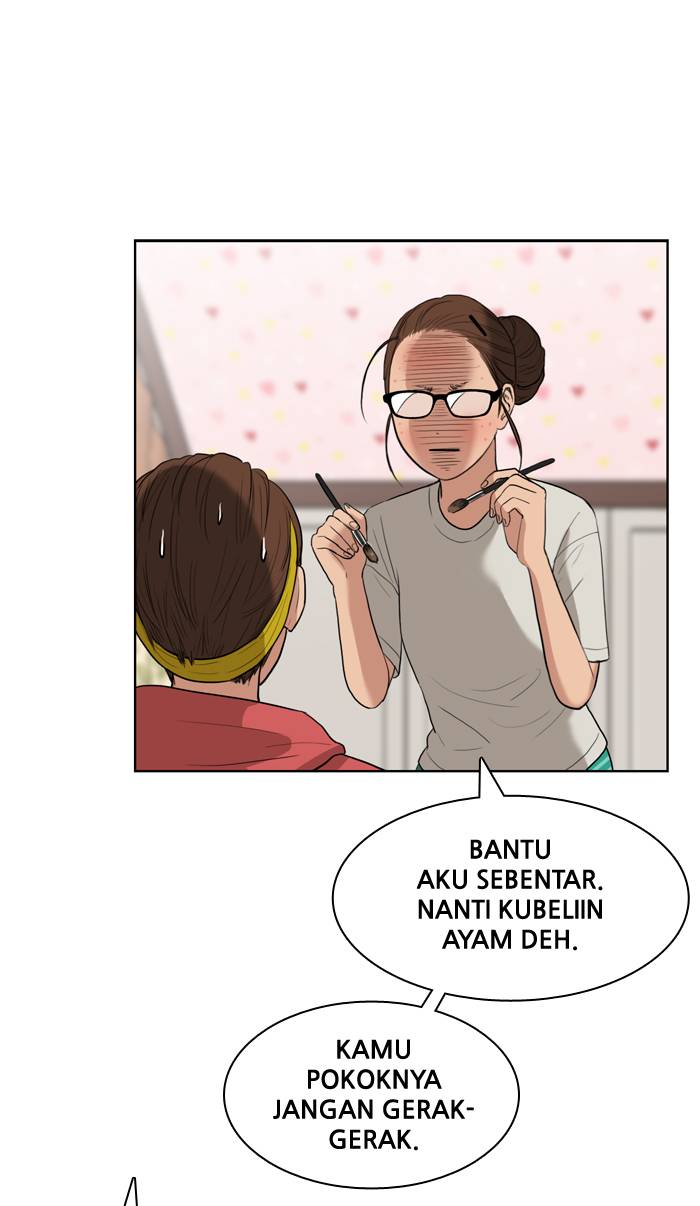 BANTU
AKU SEBENTAR.
NANTI KUBELIIN
AYAM DEH.
KAMU
POKOKNYA
JANGAN GERAK-
GERAK.